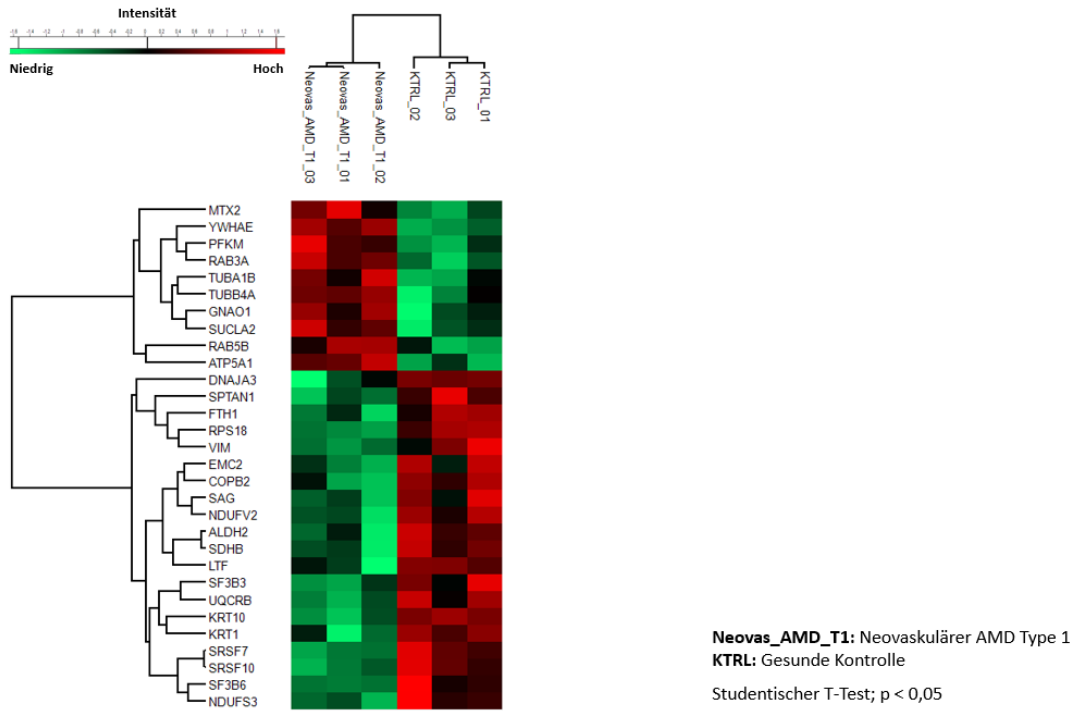 Intensität
Niedrig
Hoch
Neovas_AMD_T1_03
Neovas_AMD_T1_01
Neovas_AMD_T1_02
KTRL_02
KTRL_03
KTRL_01
MTX2
YWHAE
PFKM
RAB3A
TUBA1B
TUBB4A
GNAO1
SUCLA2
RAB5B
ATP5A1
DNAJA3
SPTAN1
FTH1
RPS18
VIM
EMC2
COPB2
SAG
NDUFV2
ALDH2
SDHB
LTF
SF3B3
UQCRB
KRT10
KRT1
SRSF7
SRSF10
SF3B6
NDUFS3
Neovas_AMD_T1: Neovaskulärer AMD Type 1
KTRL: Gesunde Kontrolle
Studentischer T-Test; p < 0,05